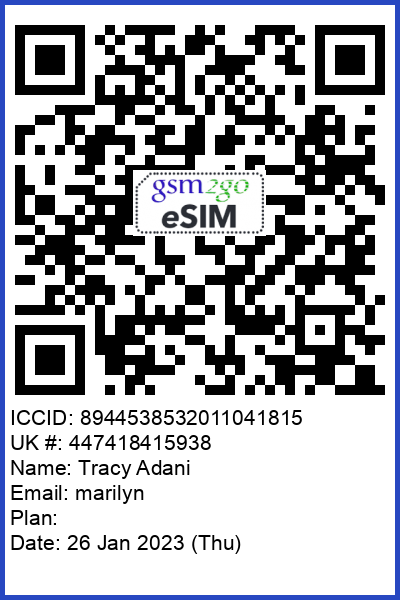 gsm2go
eSIM
ICCID: 8944538532011041815
UK #: 447418415938
Name: Tracy Adani
Email: marilyn
Plan:
Date: 26 Jan 2023 (Thu)